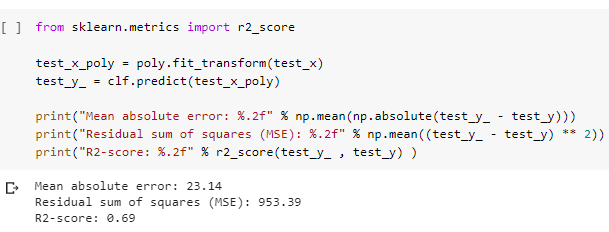 [ ] from sklearn.metrics import r2_score
test_x_poly = poly.fit_transform(test_x)
test_y_ = clf.predict(test_x_poly)
print("Mean absolute error: %.2f" % np.mean(np.absolute(test_y_ - test_y)))
print("Residual sum of squares (MSE): %.2f" % np.mean((test_y_ - test_y) ** 2))
print("R2-score: %.2f" % r2_score(test_y_ , test_y) )
Mean absolute error: 23.14
Residual sum of squares (MSE): 953.39
R2-score: 0.69